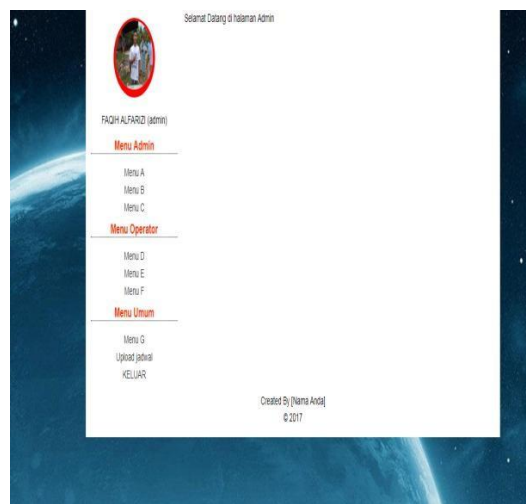 Selamat Datang di halaman Admin
FAQIH ALFARIZI (admin)
Menu Admin
Menu A
Menu B
Menu C
Menu Operator
Menu D
Menu E
Menu F
Menu Umum
Menu G
Upload jadwal
KELUAR
Created By [Nama Anda]
© 2017